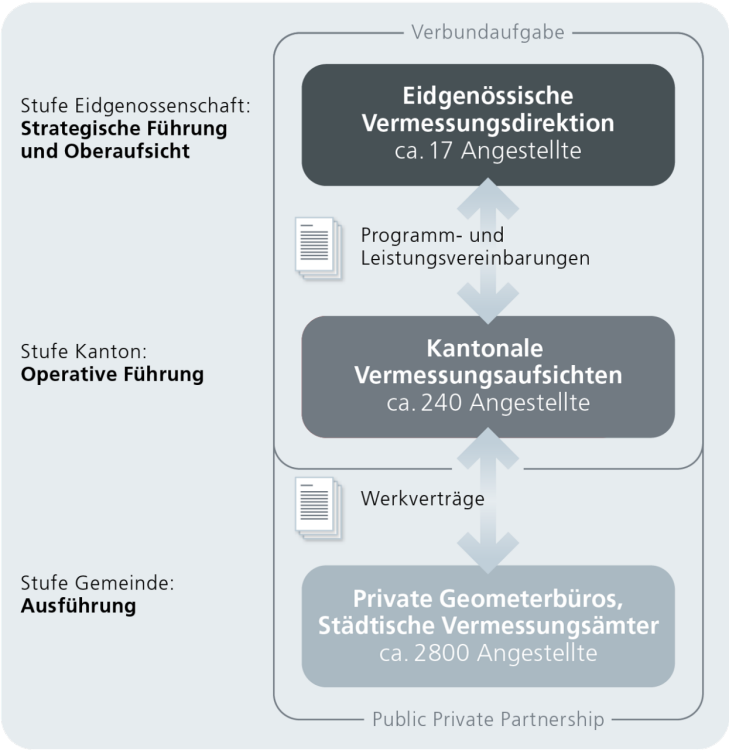 Verbundaufgabe
Stufe Eidgenossenschaft:
Strategische Führung
und Oberaufsicht
Eidgenössische
Vermessungsdirektion
ca. 17 Angestellte
Programm- und
Leistungsvereinbarungen
Stufe Kanton:
Operative Führung
Kantonale
Vermessungsaufsichten
ca. 240 Angestellte
Werkverträge
Stufe Gemeinde:
Ausführung
Private Geometerbüros,
Städtische Vermessungsämter
ca. 2800 Angestellte
Public Private Partnership